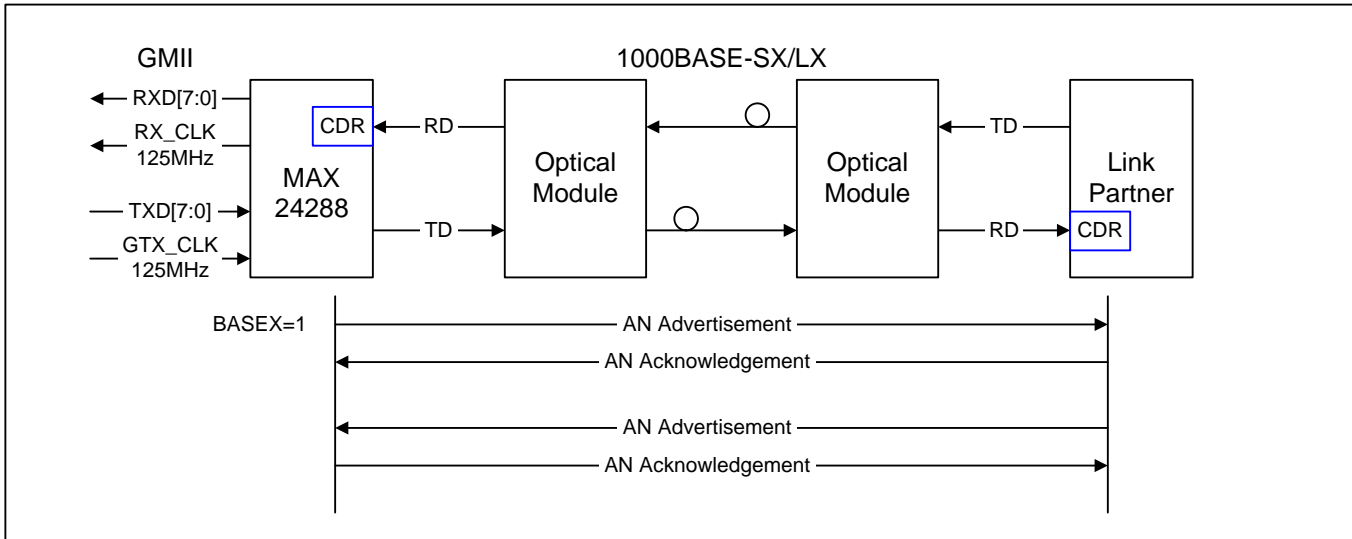 GMII
1000BASE-SX/LX
RXD[7:0]
RX_CLK
125MHz
TXD[7:0]
GTX_CLK
125MHz
CDR
MAX
24288
RD
TD
Optical
Module
Optical
Module
TD
RD
Link
Partner
CDR
BASEX=1
AN Advertisement
AN Acknowledgement
AN Advertisement
AN Acknowledgement